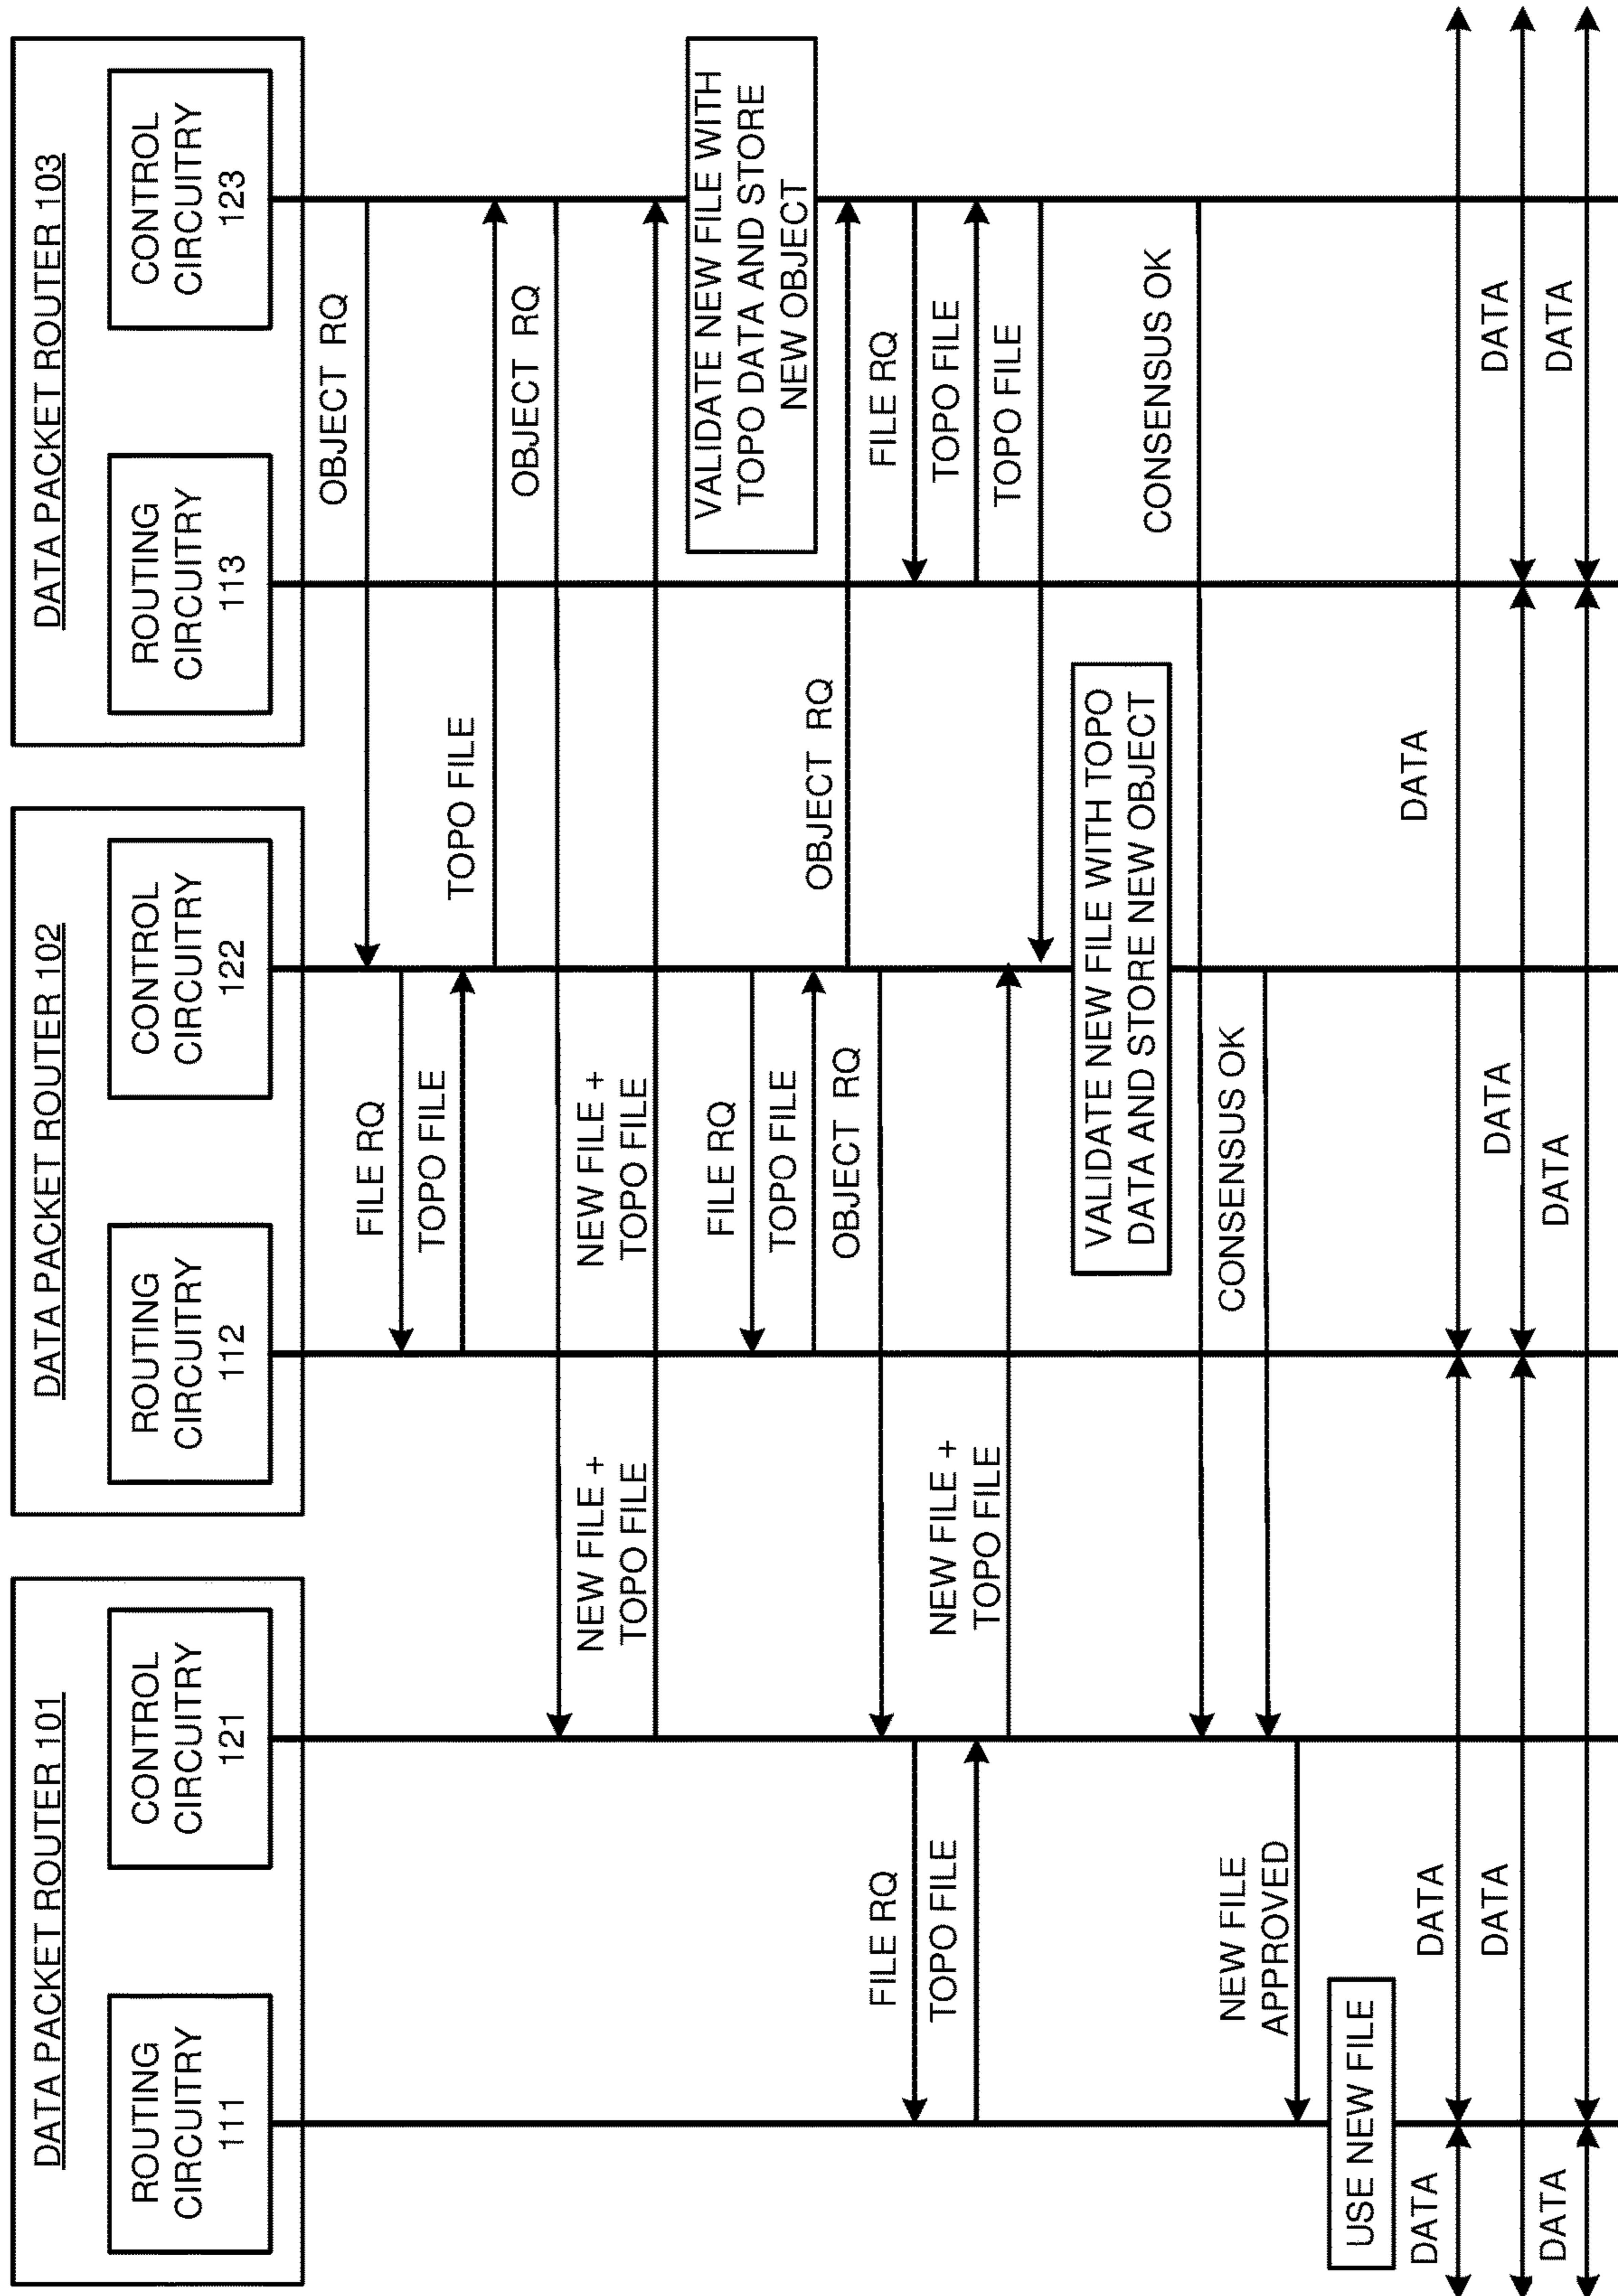 DATA PACKET ROUTER 101
ROUTING
CIRCUITRY
111
CONTROL
CIRCUITRY
121
DATA PACKET ROUTER 102
ROUTING
CIRCUITRY
112
CONTROL
CIRCUITRY
122
DATA PACKET ROUTER 103
ROUTING
CIRCUITRY
113
CONTROL
CIRCUITRY
123
OBJECT RQ
FILE RQ
TOPO FILE
TOPO FILE
OBJECT RQ
NEW FILE +
TOPO FILE
NEW FILE +
TOPO FILE
VALIDATE NEW FILE WITH
TOPO DATA AND STORE
NEW OBJECT
FILE RQ
TOPO FILE
OBJECT RQ
OBJECT RQ
FILE RQ
TOPO FILE
FILE RQ
TOPO FILE
NEW FILE +
TOPO FILE
TOPO FILE
VALIDATE NEW FILE WITH TOPO
DATA AND STORE NEW OBJECT
CONSENSUS OK
CONSENSUS OK
NEW FILE
APPROVED
USE NEW FILE
DATA
DATA
DATA
DATA
DATA
DATA
DATA
DATA
DATA